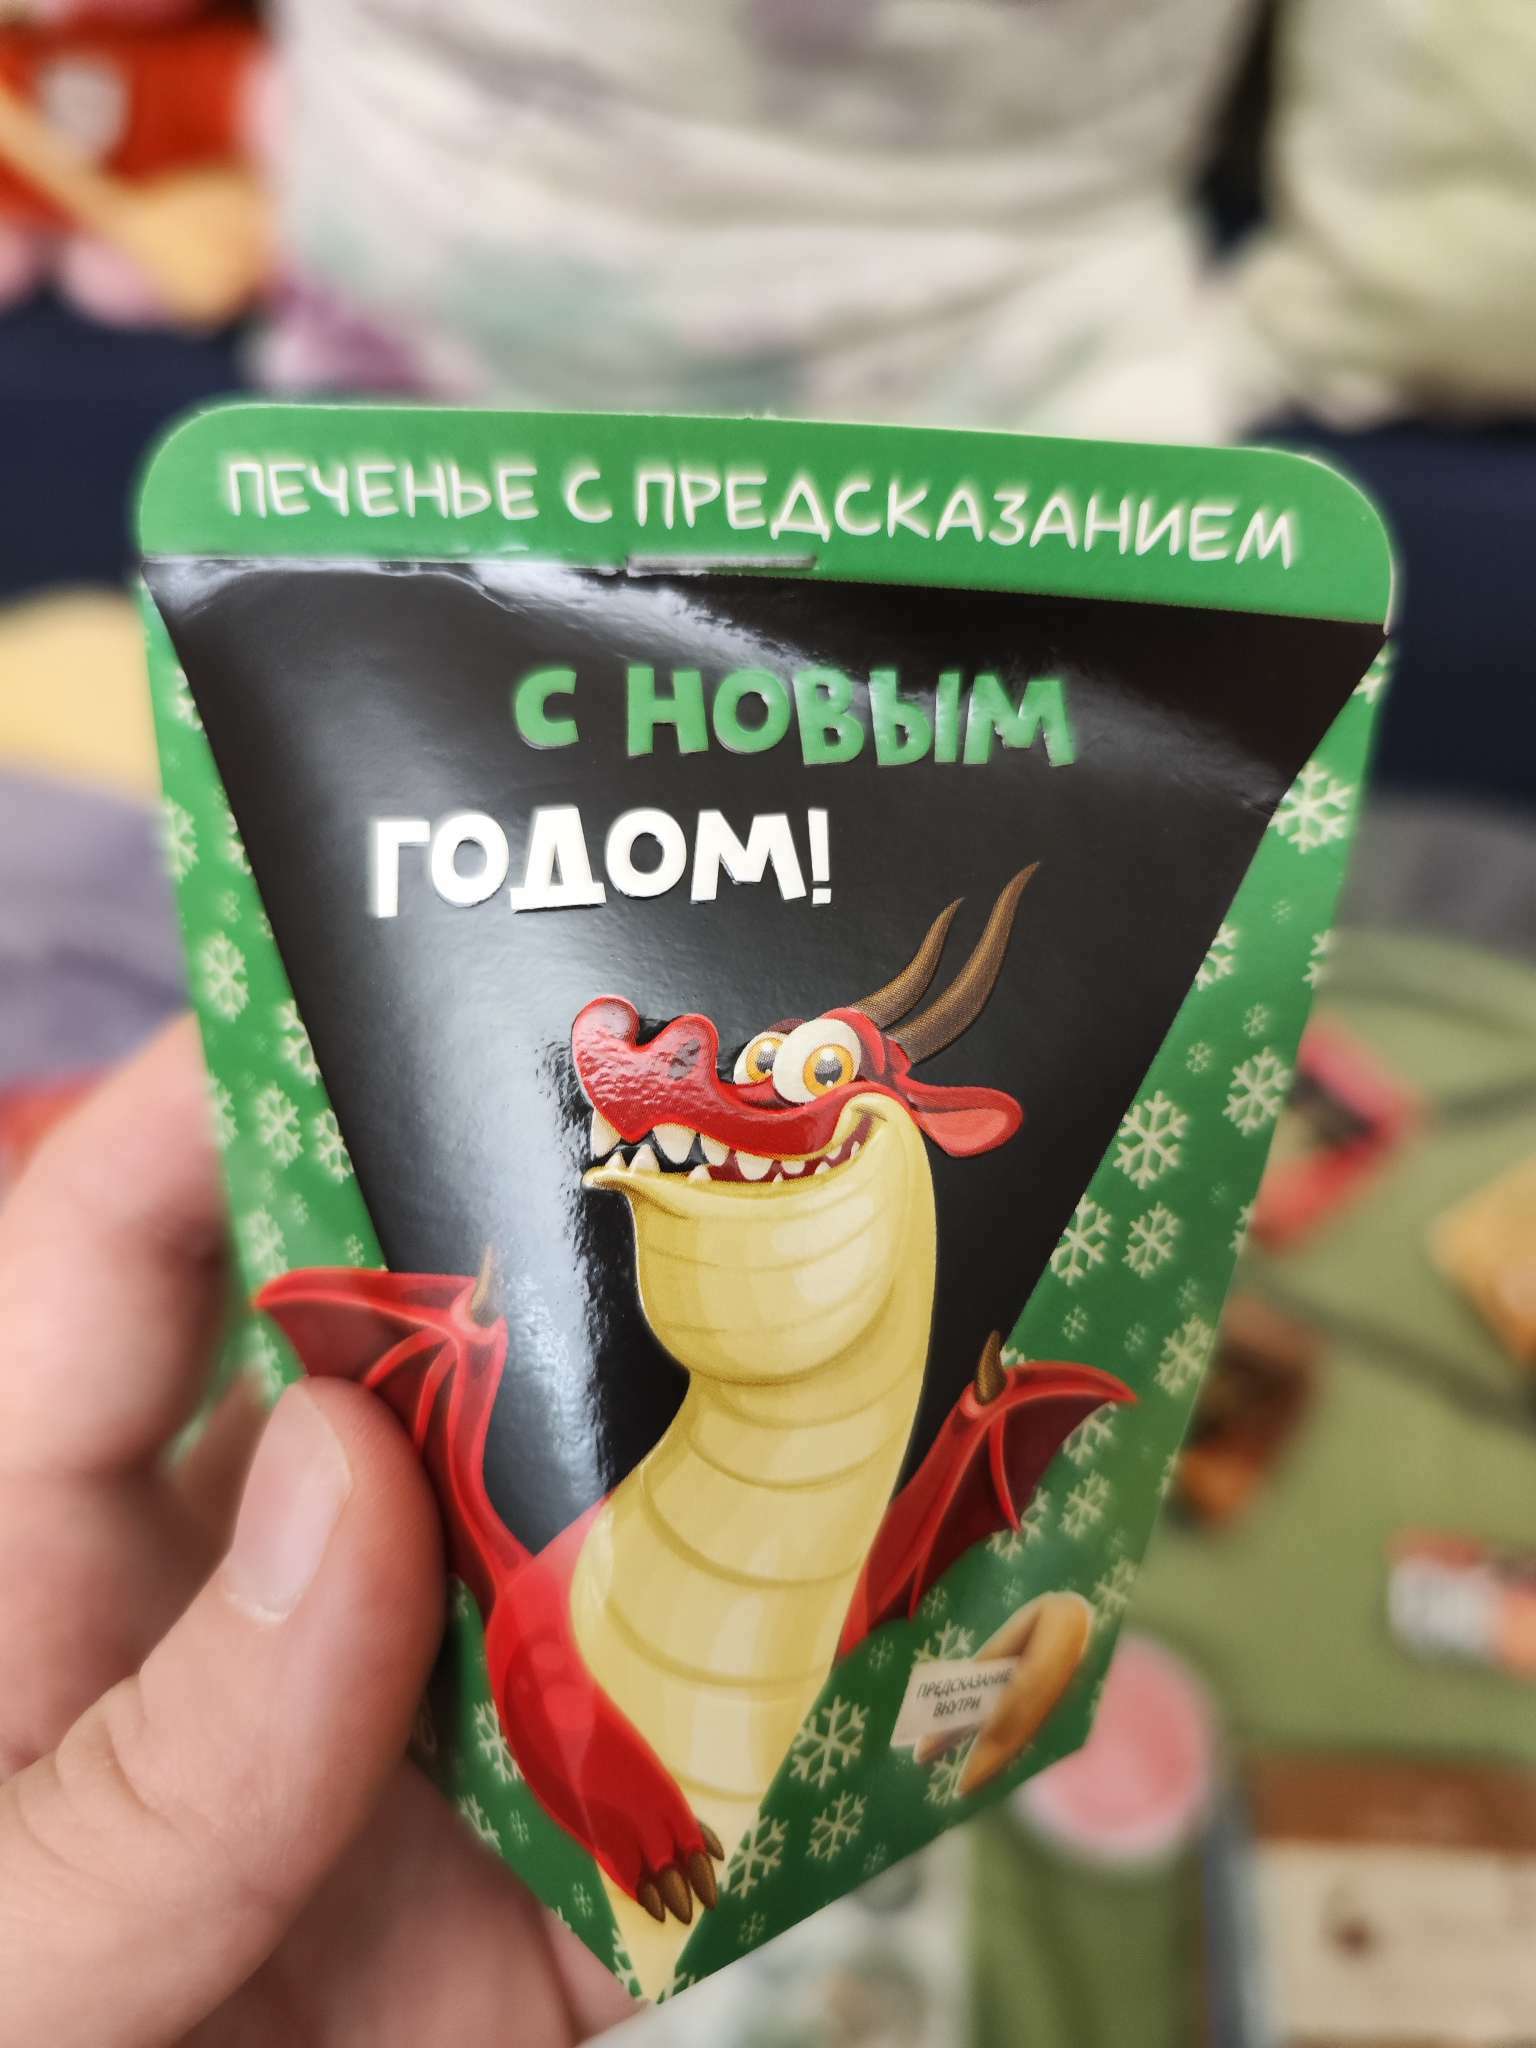 ПЕЧЕНЬЕ С ПРЕДСКАЗАНИЕМ
С НОВЫМ
ГОДОМ!
ПРЕДСКАЗАНИЕ
ВНУТРИ